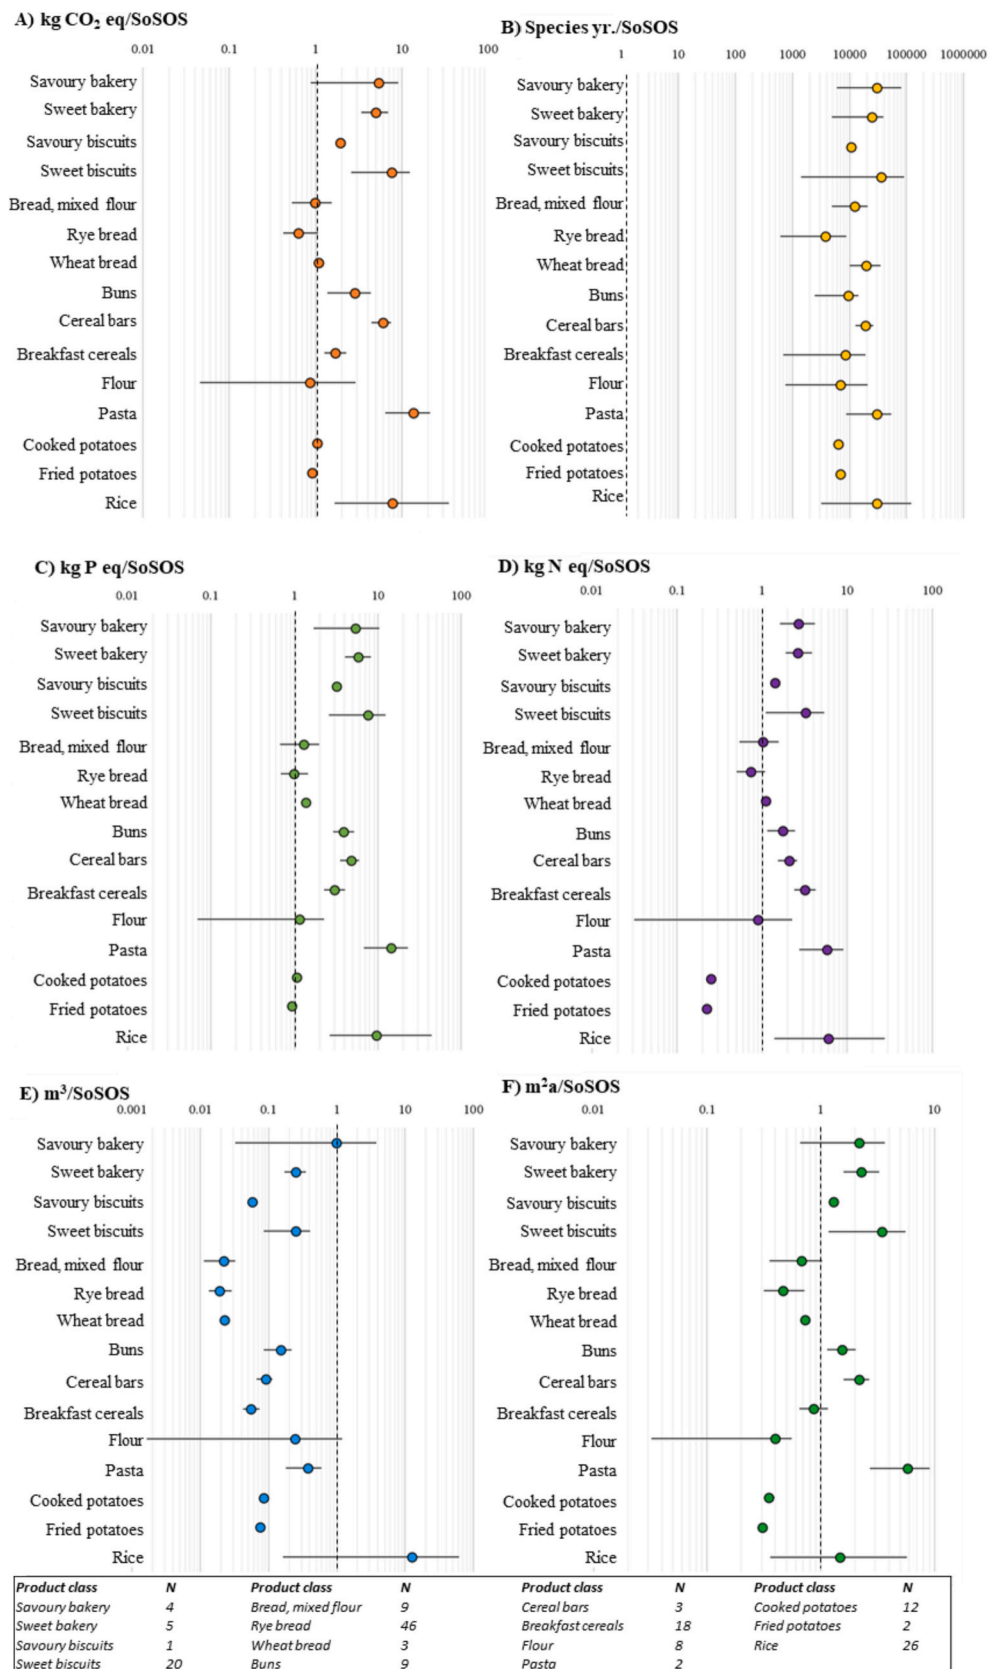 A) kg CO2 eq/SoSOS
0.01 0.1 1 10 100
Savoury bakery
Sweet bakery
Savoury biscuits
Sweet biscuits
Bread, mixed flour
Rye bread
Wheat bread
Buns
Cereal bars
Breakfast cereals
Flour
Pasta
Cooked potatoes
Fried potatoes
Rice
B) Species yr./SoSOS
1 10 100 1000 10000 100000 1000000
Savoury bakery
Sweet bakery
Savoury biscuits
Sweet biscuits
Bread, mixed flour
Rye bread
Wheat bread
Buns
Cereal bars
Breakfast cereals
Flour
Pasta
Cooked potatoes
Fried potatoes
Rice
C) kg P eq/SoSOS
0.01 0.1 1 10 100
Savoury bakery
Sweet bakery
Savoury biscuits
Sweet biscuits
Bread, mixed flour
Rye bread
Wheat bread
Buns
Cereal bars
Breakfast cereals
Flour
Pasta
Cooked potatoes
Fried potatoes
Rice
D) kg N eq/SoSOS
0.01 0.1 1 10 100
Savoury bakery
Sweet bakery
Savoury biscuits
Sweet biscuits
Bread, mixed flour
Rye bread
Wheat bread
Buns
Cereal bars
Breakfast cereals
Flour
Pasta
Cooked potatoes
Fried potatoes
Rice
E) m3/SoSOS
0.001 0.01 0.1 1 10 100
Savoury bakery
Sweet bakery
Savoury biscuits
Sweet biscuits
Bread, mixed flour
Rye bread
Wheat bread
Buns
Cereal bars
Breakfast cereals
Flour
Pasta
Cooked potatoes
Fried potatoes
Rice
F) m2a/SoSOS
0.01 0.1 1 10
Savoury bakery
Sweet bakery
Savoury biscuits
Sweet biscuits
Bread, mixed flour
Rye bread
Wheat bread
Buns
Cereal bars
Breakfast cereals
Flour
Pasta
Cooked potatoes
Fried potatoes
Rice
Product class N Product class N Product class N Product class N
Savoury bakery 4 Bread, mixed flour 9 Cereal bars 3 Cooked potatoes 12
Sweet bakery 5 Rye bread 46 Breakfast cereals 18 Fried potatoes 2
Savoury biscuits 1 Wheat bread 3 Flour 8 Rice 26
Sweet biscuits 20 Buns 9 Pasta 2